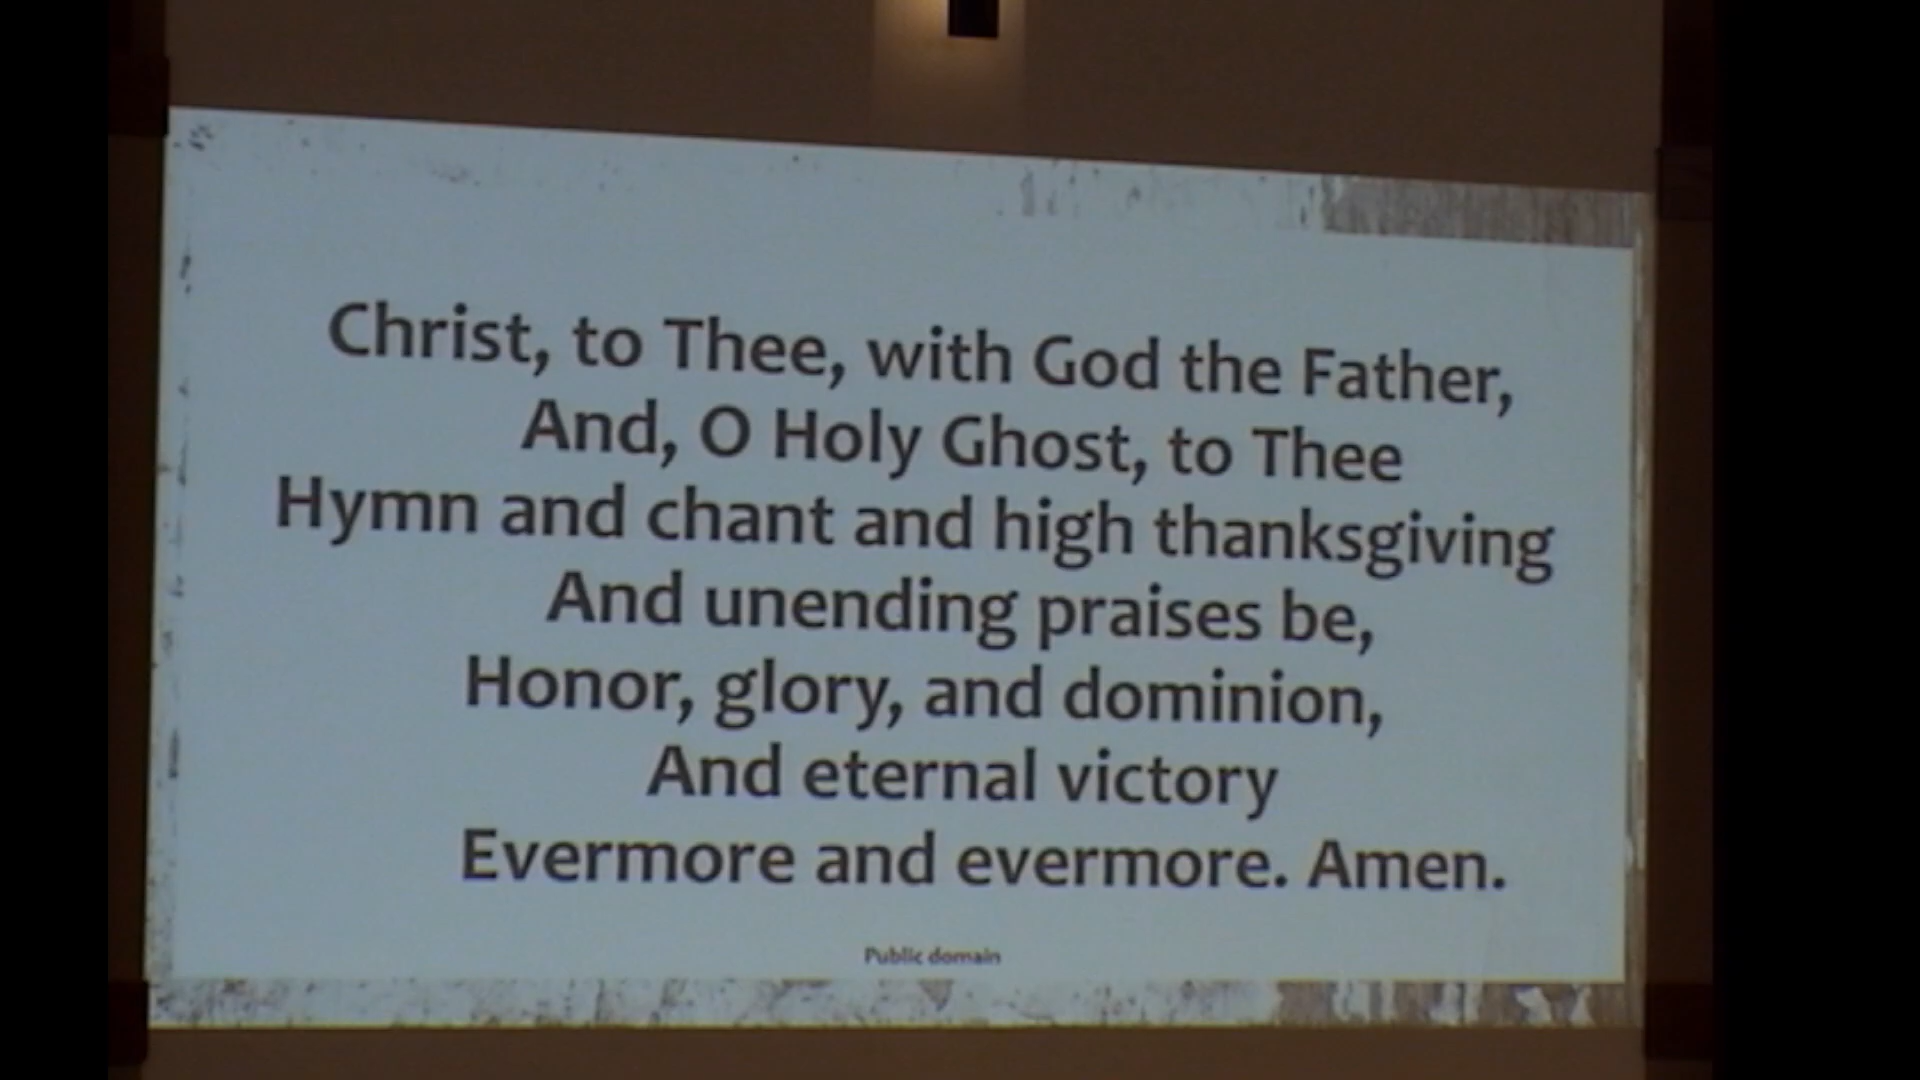 Christ, to Thee, with God the Father,
And, O Holy Ghost, to Thee
Hymn and chant and high thanksgiving
And unending praises be,
Honor, glory, and dominion,
And eternal victory
Evermore and evermore. Amen.
Public domain